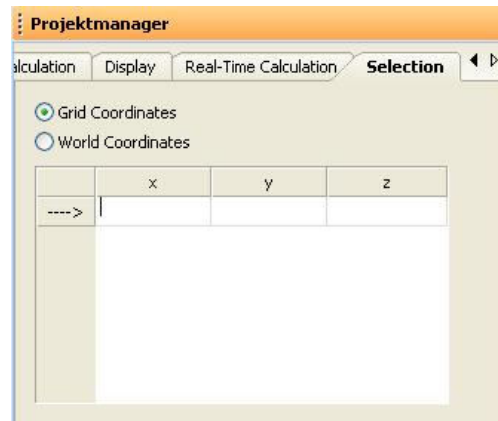 Projektmanager
alculation Display Real-Time Calculation Selection
Grid Coordinates
World Coordinates
x y z
---->